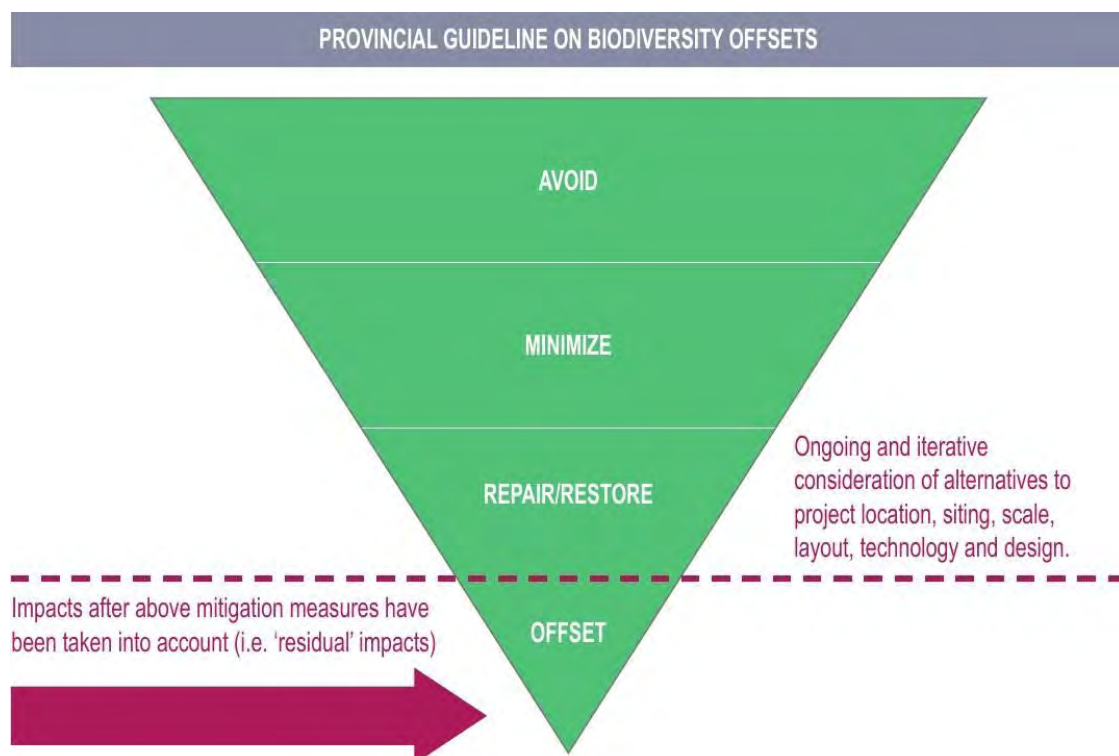 PROVINCIAL GUIDELINE ON BIODIVERSITY OFFSETS
AVOID
MINIMIZE
REPAIR/RESTORE
Ongoing and iterative
consideration of alternatives to
project location, siting, scale,
layout, technology and design.
Impacts after above mitigation measures have
been taken into account (i.e. ‘residual’ impacts)
OFFSET